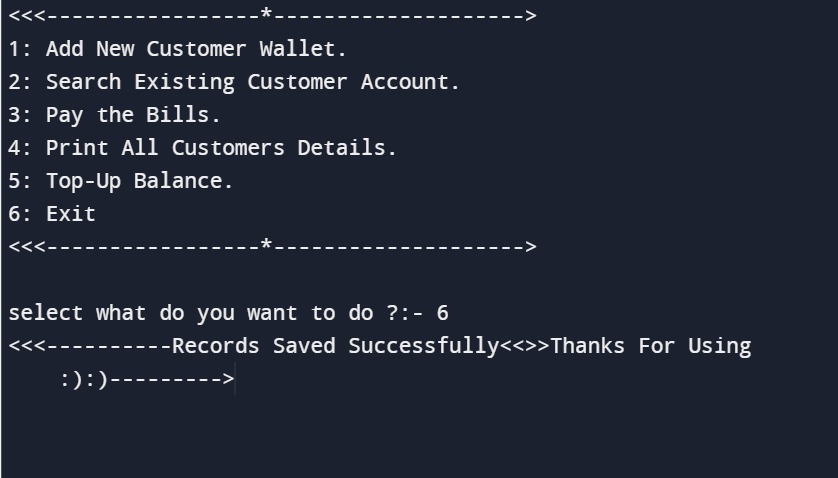 <<<-----------------*-------------------->
1: Add New Customer Wallet.
2: Search Existing Customer Account.
3: Pay the Bills.
4: Print All Customers Details.
5: Top-Up Balance.
6: Exit
<<<-----------------*-------------------->

select what do you want to do ?:- 6
<<<----------Records Saved Successfully<<>>Thanks For Using
:):)--------->